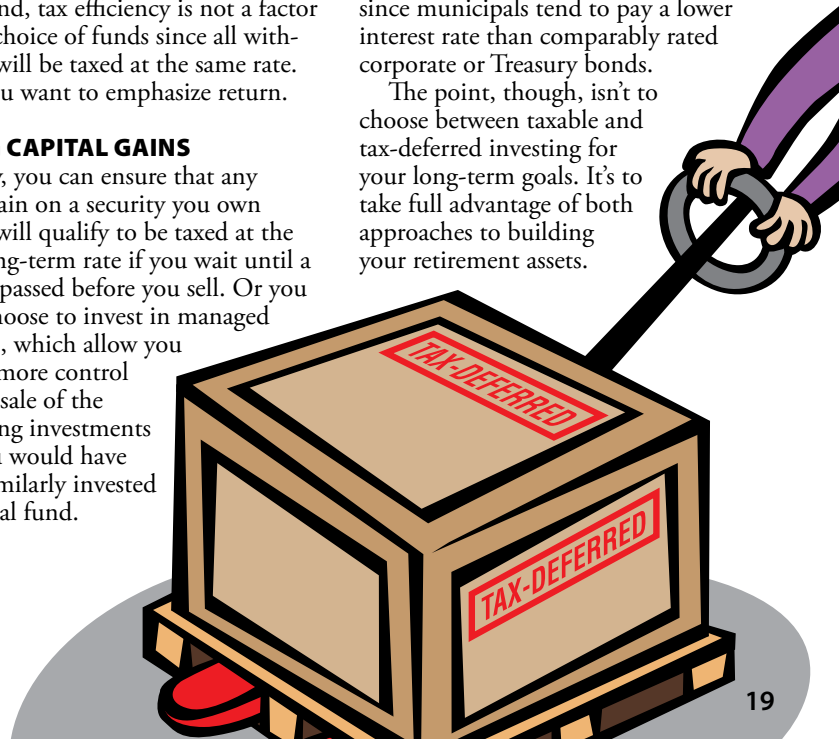 nd, tax efficiency is not a factor
choice of funds since all with-
will be taxed at the same rate.
u want to emphasize return.
CAPITAL GAINS
, you can ensure that any
ain on a security you own
will qualify to be taxed at the
ng-term rate if you wait until a
passed before you sell. Or you
hoose to invest in managed
, which allow you
more control
sale of the
ng investments
u would have
milarly invested
al fund.
since municipals tend to pay a lower
interest rate than comparably rated
corporate or Treasury bonds.
The point, though, isn't to
choose between taxable and
tax-deferred investing for
your long-term goals. It's to
take full advantage of both
approaches to building
your retirement assets.
TAX-DEFERRED
TAX-DEFERRED
19